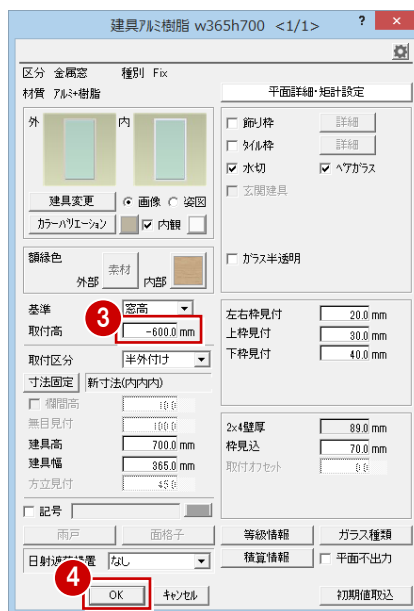 建具アルミ樹脂 w365h700 <1/1>
? ×
区分 金属窓 種別 Fix
材質 アルミ+樹脂
平面詳細・矩計設定
外 内
建具変更 画像 姿図
カラーバリエーション 内観
額縁色
外部 素材 内部
基準 窓高
取付高 -600.0 mm
3
取付区分 半外付け
寸法固定 新寸法(内内内)
欄間高 10.0
無目見付 100.0
建具高 700.0 mm
建具幅 365.0 mm
方立見付 45.0
記号
雨戸 面格子
日射遮蔽措置 なし
4
OK キャンセル
飾り枠 詳細
タイル枠 詳細
水切 ペアガラス
玄関建具
ガラス半透明
左右枠見付 20.0 mm
上枠見付 30.0 mm
下枠見付 40.0 mm
2x4壁厚 89.0 mm
枠見込 70.0 mm
取付オフセット 0.0
等級情報 ガラス種類
積算情報 平面不出力
初期値取込